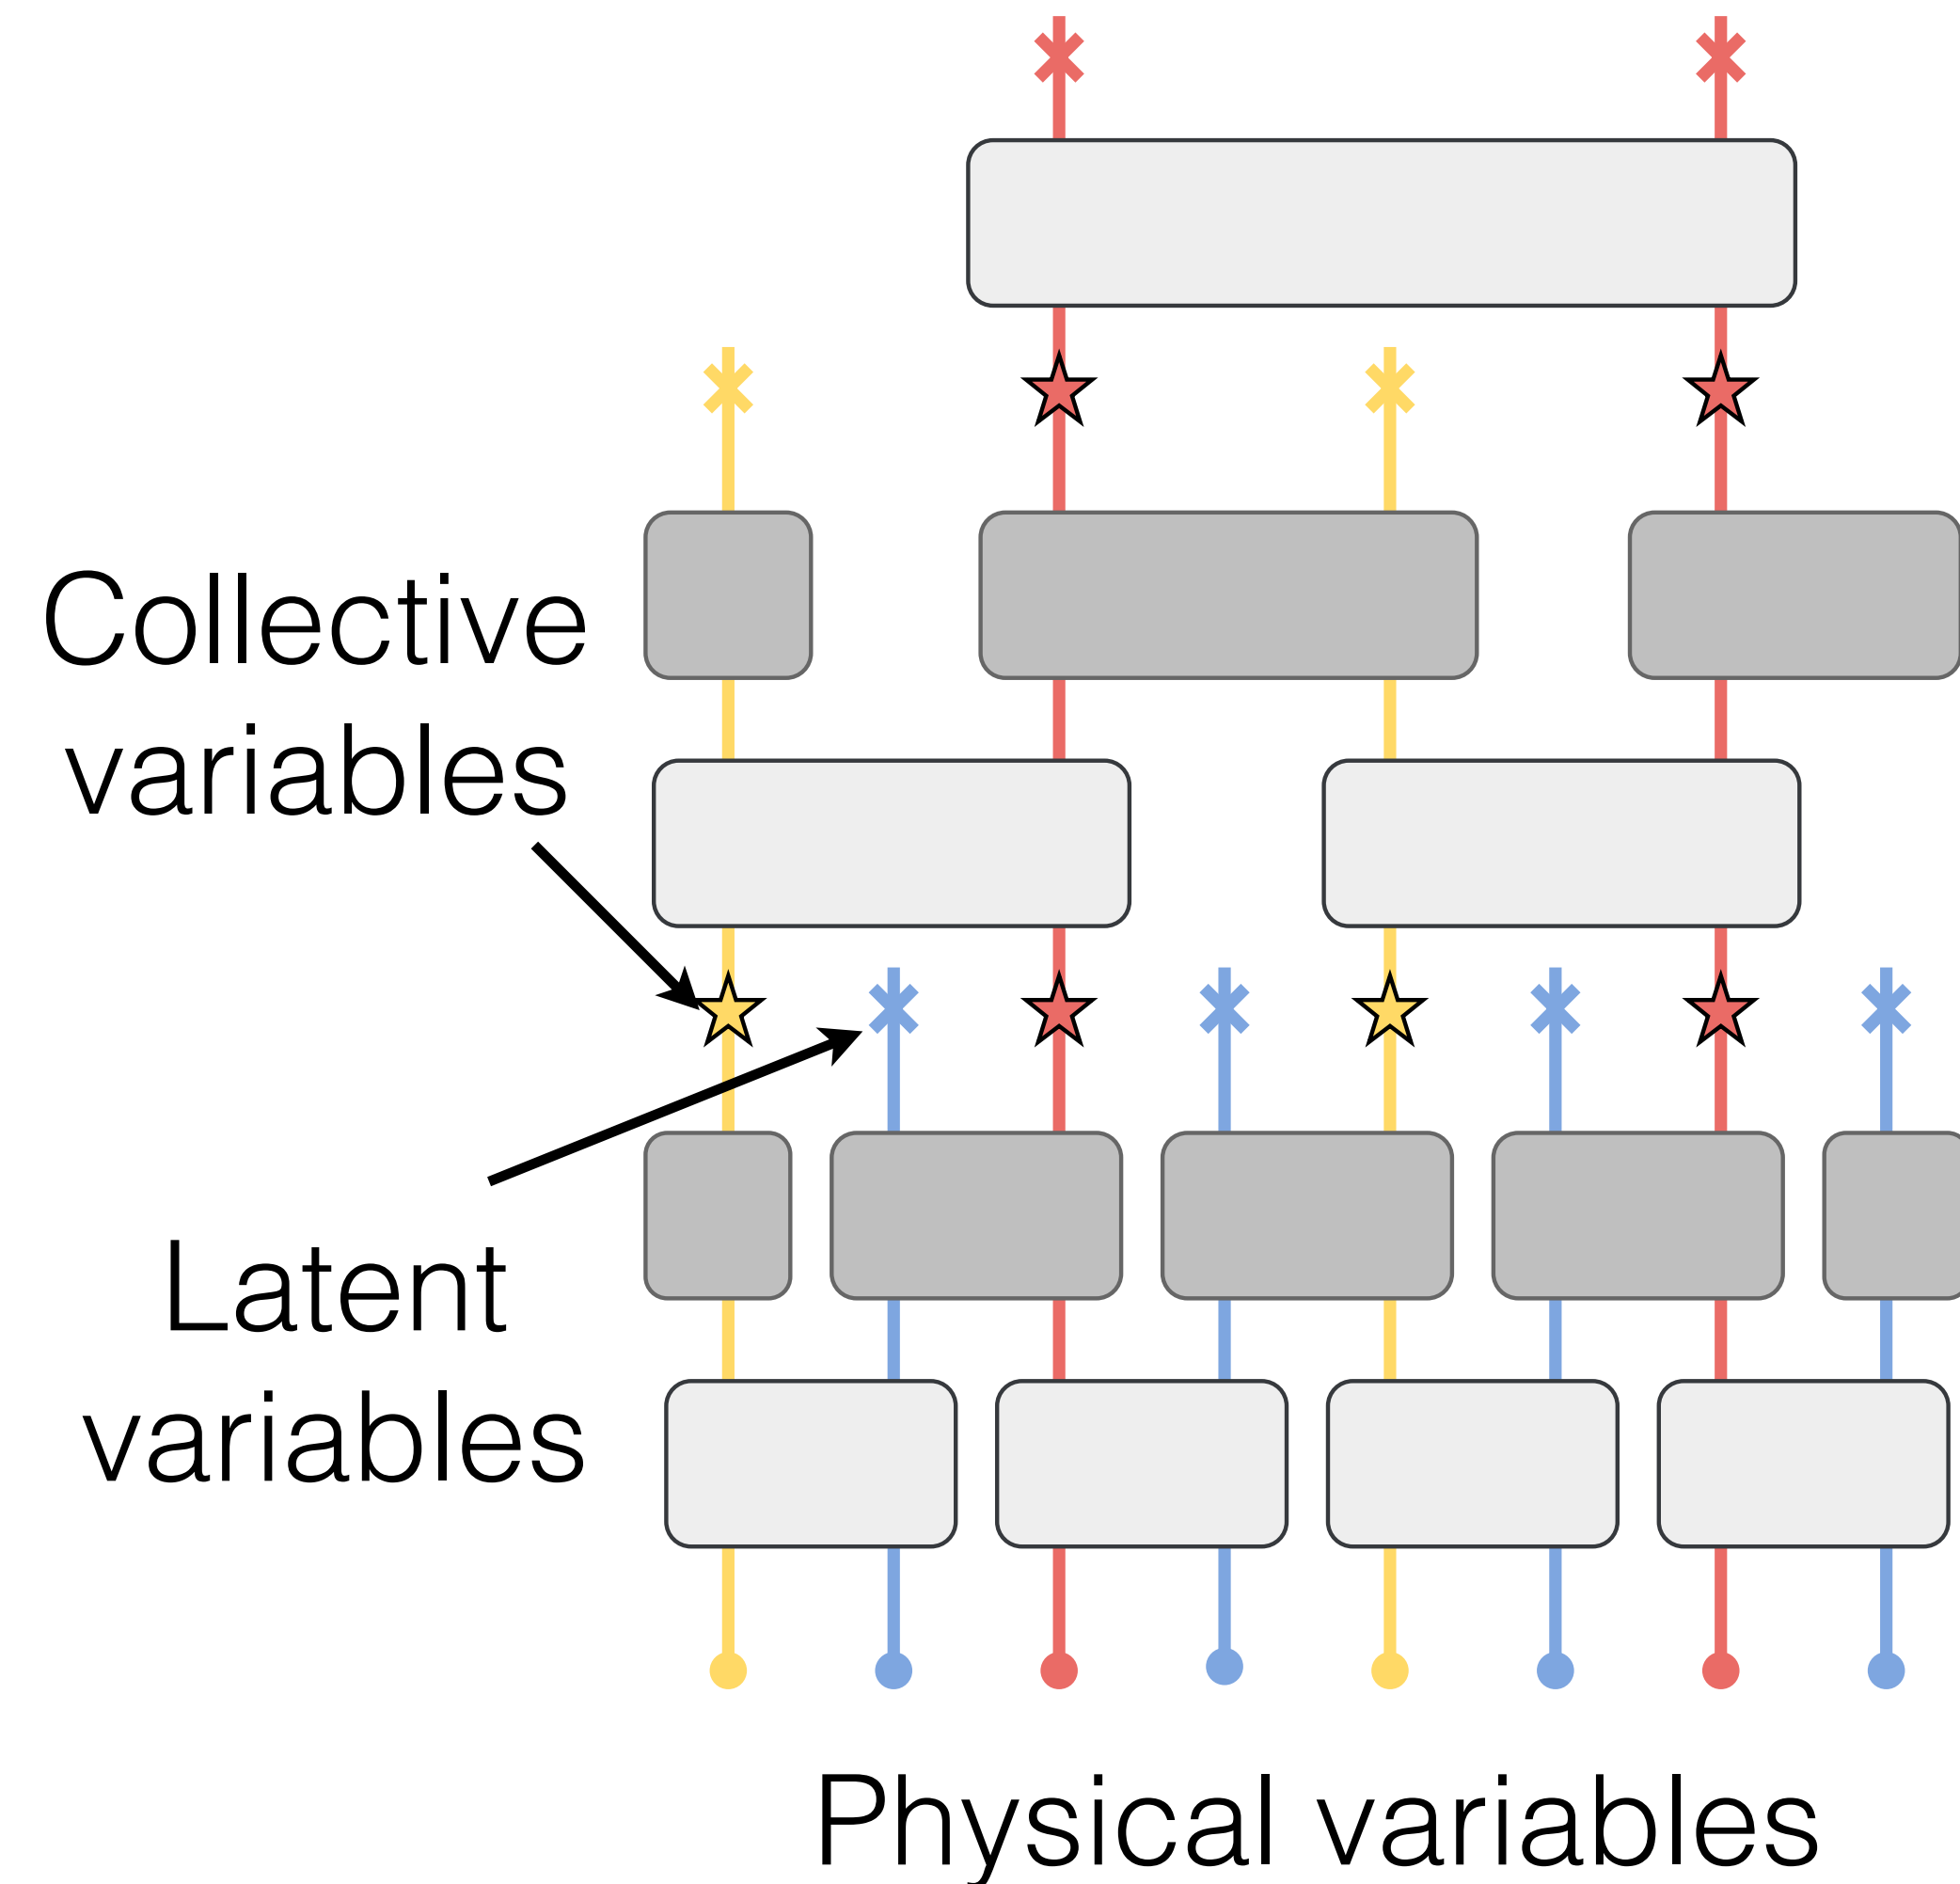 Collective
variables
Latent
variables
Physical variables